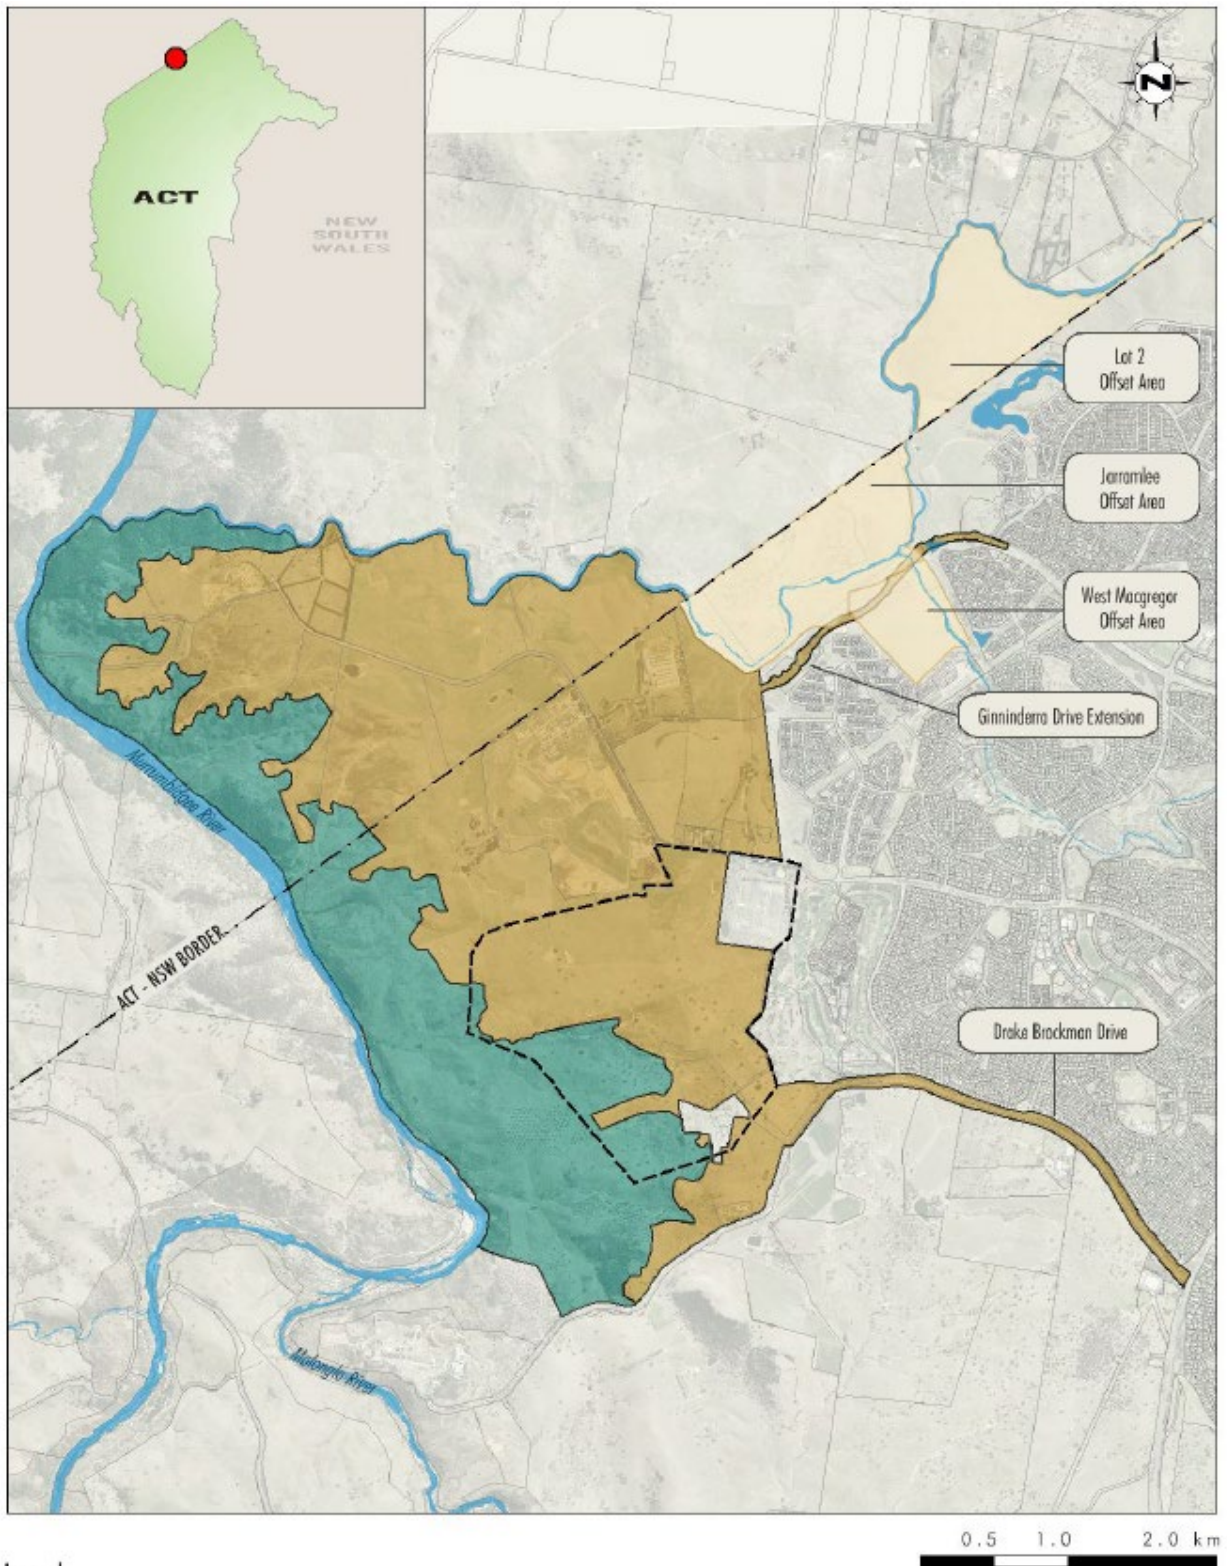 N
ACT
NEW
SOUTH
WALES
Lot 2
Offset Area
Jarramlee
Offset Area
West Macgregor
Offset Area
Ginninderra Drive Extension
Murrumbidgee River
ACT - NSW BORDER
Drake Brockman Drive
Molonglo River
0.5 1.0 2.0 km